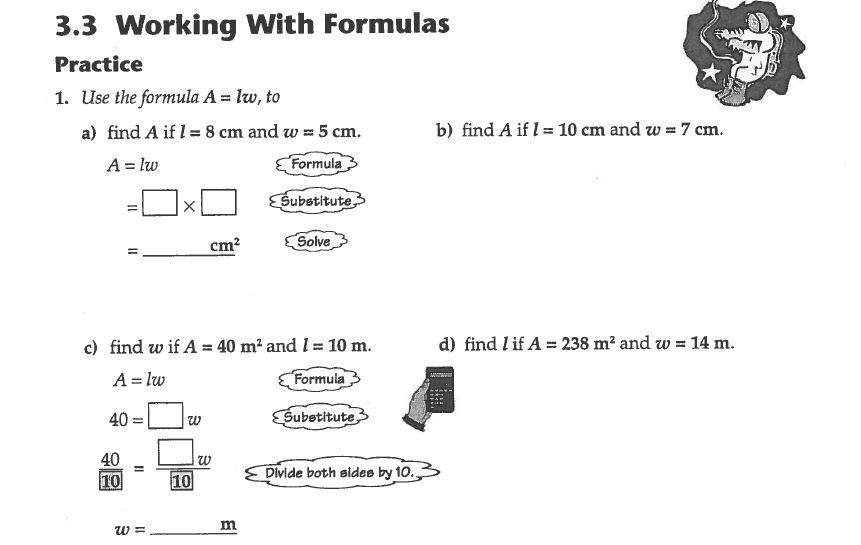 3.3 Working With Formulas
Practice
1. Use the formula A = lw, to
a) find A if l = 8 cm and w = 5 cm.
A = lw Formula
= × Substitute
= ______ cm² Solve
b) find A if l = 10 cm and w = 7 cm.
c) find w if A = 40 m² and l = 10 m.
A = lw Formula
40 = w Substitute
40/10 = w/10 Divide both sides by 10.
w = ______ m
d) find l if A = 238 m² and w = 14 m.